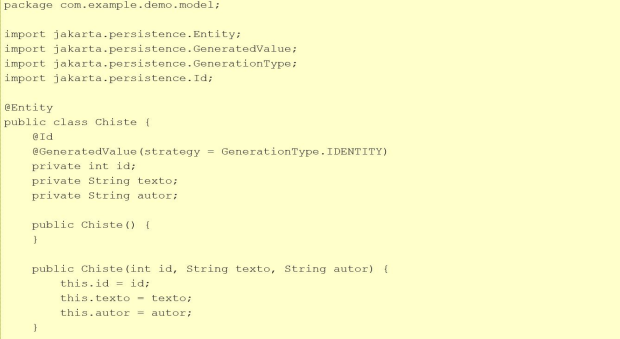 package com.example.demo.model;

import jakarta.persistence.Entity;
import jakarta.persistence.GeneratedValue;
import jakarta.persistence.GenerationType;
import jakarta.persistence.Id;

@Entity
public class Chiste {
    @Id
    @GeneratedValue(strategy = GenerationType.IDENTITY)
    private int id;
    private String texto;
    private String autor;

    public Chiste() {
    }

    public Chiste(int id, String texto, String autor) {
        this.id = id;
        this.texto = texto;
        this.autor = autor;
    }